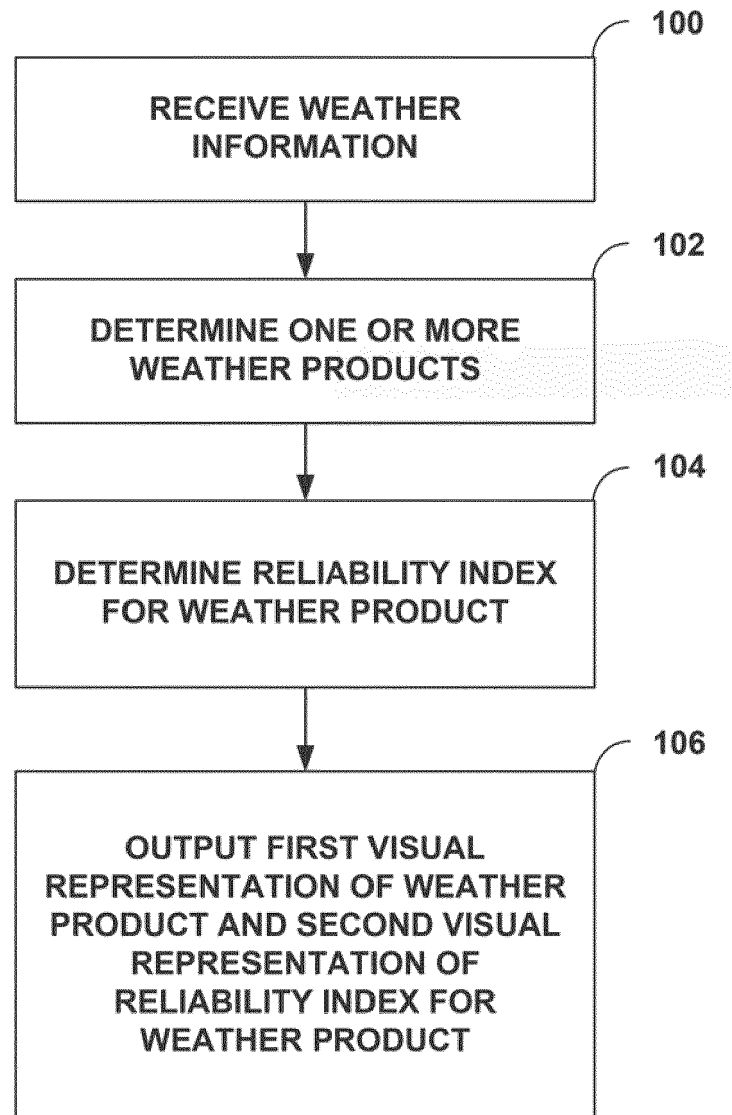 100
RECEIVE WEATHER
INFORMATION
102
DETERMINE ONE OR MORE
WEATHER PRODUCTS
104
DETERMINE RELIABILITY INDEX
FOR WEATHER PRODUCT
106
OUTPUT FIRST VISUAL
REPRESENTATION OF WEATHER
PRODUCT AND SECOND VISUAL
REPRESENTATION OF
RELIABILITY INDEX FOR
WEATHER PRODUCT